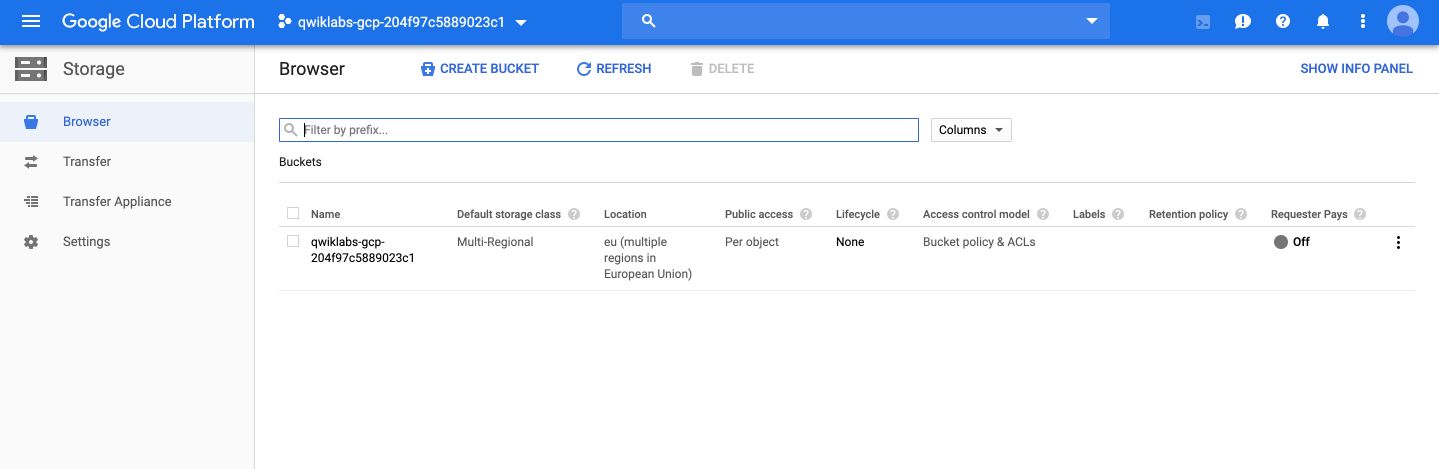 Google Cloud Platform
qwiklabs-gcp-204f97c5889023c1
Storage
Browser
CREATE BUCKET
REFRESH
DELETE
SHOW INFO PANEL
Browser
Transfer
Transfer Appliance
Settings
Filter by prefix...
Columns
Buckets
Name Default storage class ? Location Public access ? Lifecycle ? Access control model ? Labels ? Retention policy ? Requester Pays ?
qwiklabs-gcp- Multi-Regional eu (multiple Per object None Bucket policy & ACLs Off
204f97c5889023c1 regions in
European Union)